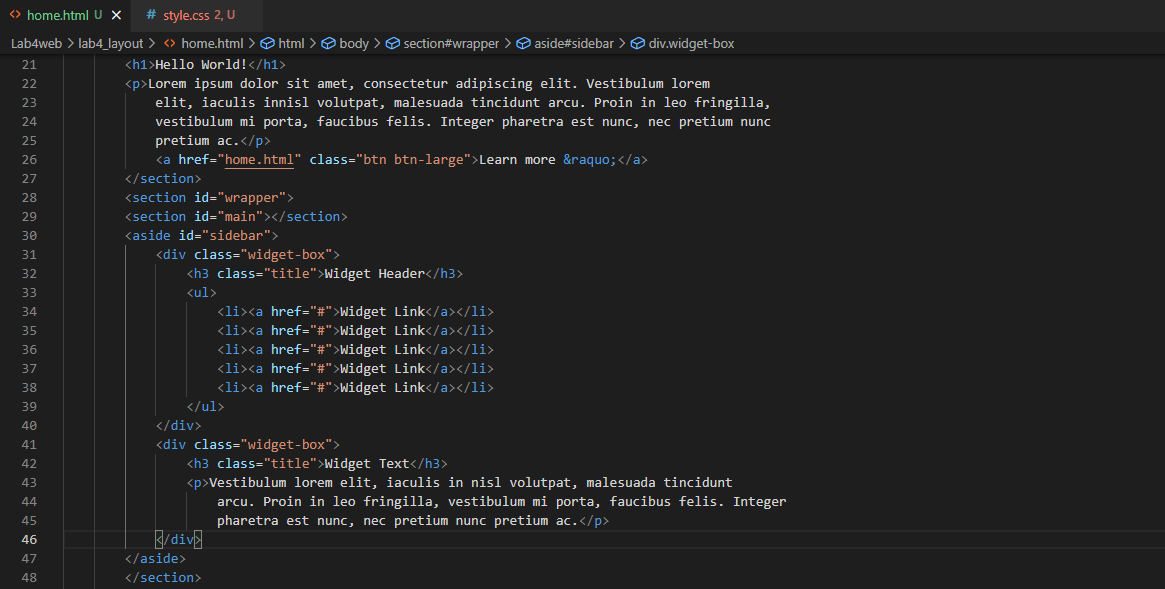 home.html U
# style.css 2, U
Lab4web > lab4_layout > home.html > html > body > section#wrapper > aside#sidebar > div.widget-box
21 <h1>Hello World!</h1>
22 <p>Lorem ipsum dolor sit amet, consectetur adipiscing elit. Vestibulum lorem
23 elit, iaculis innisl volutpat, malesuada tincidunt arcu. Proin in leo fringilla,
24 vestibulum mi porta, faucibus felis. Integer pharetra est nunc, nec pretium nunc
25 pretium ac.</p>
26 <a href="home.html" class="btn btn-large">Learn more &raquo;</a>
27 </section>
28 <section id="wrapper">
29 <section id="main"></section>
30 <aside id="sidebar">
31 <div class="widget-box">
32 <h3 class="title">Widget Header</h3>
33 <ul>
34 <li><a href="#">Widget Link</a></li>
35 <li><a href="#">Widget Link</a></li>
36 <li><a href="#">Widget Link</a></li>
37 <li><a href="#">Widget Link</a></li>
38 <li><a href="#">Widget Link</a></li>
39 </ul>
40 </div>
41 <div class="widget-box">
42 <h3 class="title">Widget Text</h3>
43 <p>Vestibulum lorem elit, iaculis in nisl volutpat, malesuada tincidunt
44 arcu. Proin in leo fringilla, vestibulum mi porta, faucibus felis. Integer
45 pharetra est nunc, nec pretium nunc pretium ac.</p>
46 </div>
47 </aside>
48 </section>